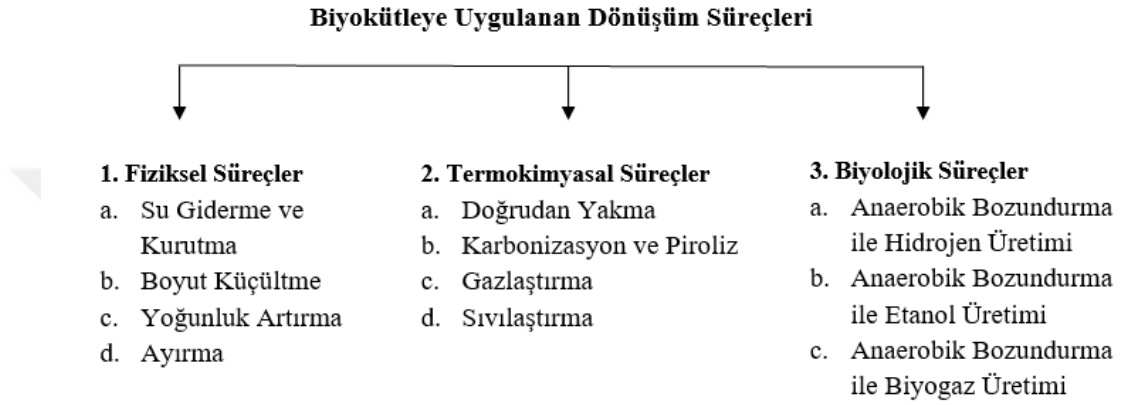 Biyokütleye Uygulanan Dönüşüm Süreçleri
1. Fiziksel Süreçler
a. Su Giderme ve
Kurutma
b. Boyut Küçültme
c. Yoğunluk Artırma
d. Ayırma
2. Termokimyasal Süreçler
a. Doğrudan Yakma
b. Karbonizasyon ve Piroliz
c. Gazlaştırma
d. Sıvılaştırma
3. Biyolojik Süreçler
a. Anaerobik Bozundurma
ile Hidrojen Üretimi
b. Anaerobik Bozundurma
ile Etanol Üretimi
c. Anaerobik Bozundurma
ile Biyogaz Üretimi